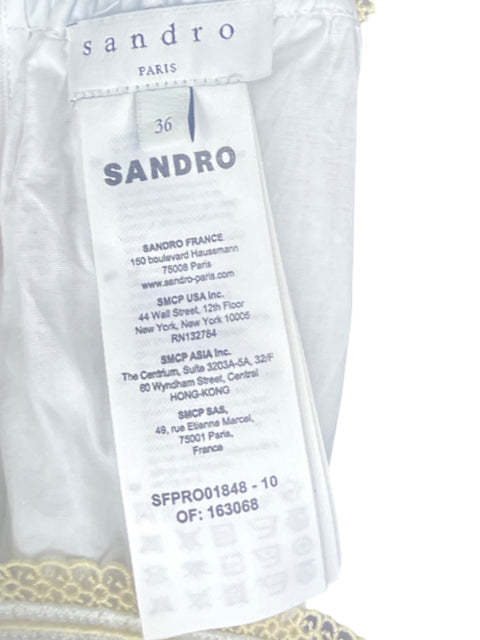 sandro
PARIS
36
SANDRO
SANDRO FRANCE
150 boulevard Haussmann
75008 Paris
www.sandro-paris.com
SMCP USA Inc.
44 Wall Street, 12th Floor
New York, New York 10005
RN132784
SMCP ASIA Inc.
The Centrium, Suite 3203A-5A, 32/F
60 Wyndham Street, Central
HONG-KONG
SMCP SAS,
49, rue Etienne Marcel,
75001 Paris,
France
SFPRO01848 - 10
OF: 163068